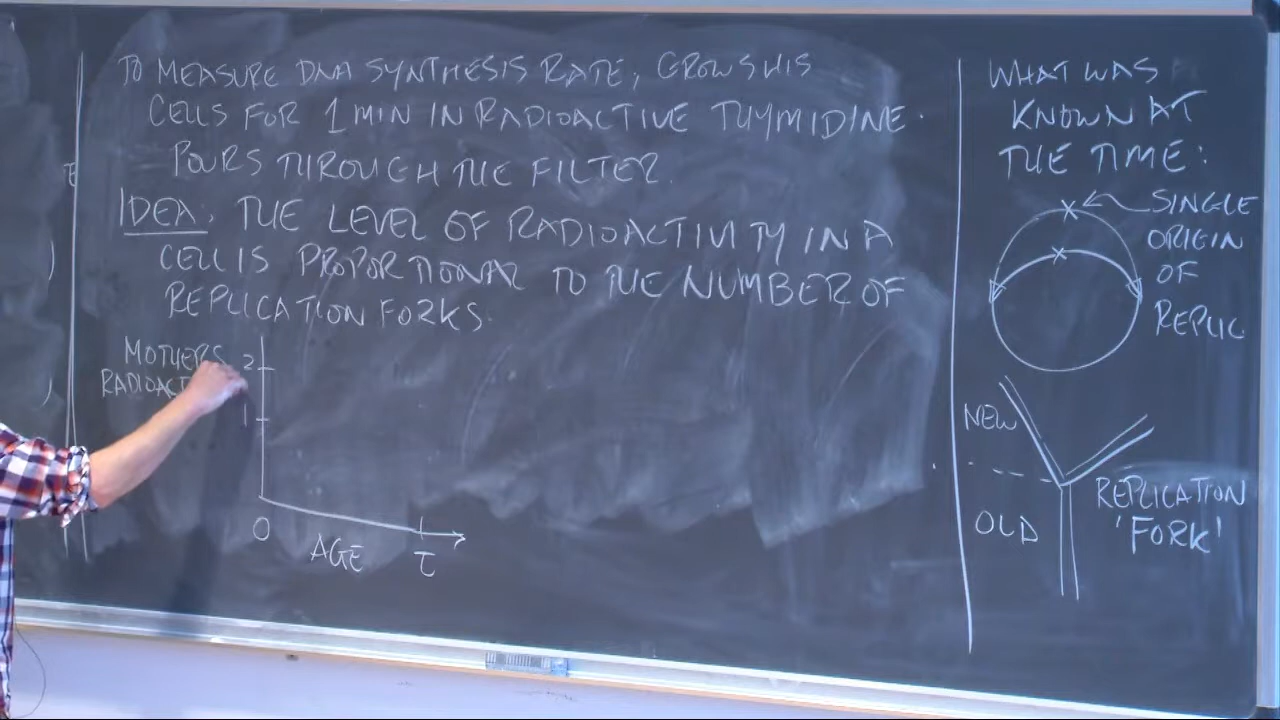 TO MEASURE DNA SYNTHESIS RATE, GROWS HIS
CELLS FOR 1 MIN IN RADIOACTIVE THYMIDINE.
POURS THROUGH THE FILTER.
IDEA: THE LEVEL OF RADIOACTIVITY IN A
CELL IS PROPORTIONAL TO THE NUMBER OF
REPLICATION FORKS.
MOTHERS
2
1
0
AGE
τ
WHAT WAS
KNOWN AT
THE TIME:
SINGLE
ORIGIN
OF
REPLIC
NEW
OLD
REPLICATION
'FORK'